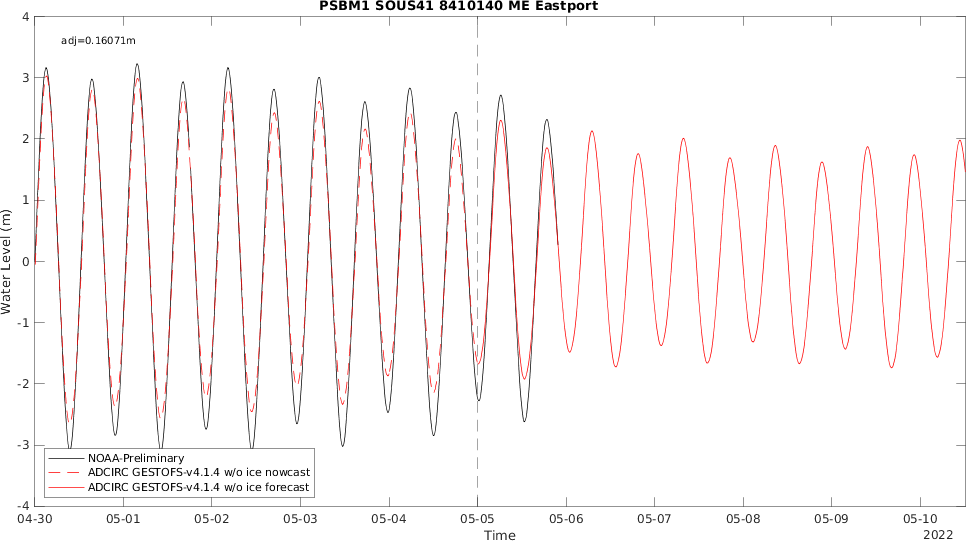 PSBM1 SOUS41 8410140 ME Eastport
adj=0.16071m
4
3
2
1
0
-1
-2
-3
-4
Water Level (m)
NOAA-Preliminary
ADCIRC GESTOFS-v4.1.4 w/o ice nowcast
ADCIRC GESTOFS-v4.1.4 w/o ice forecast
04-30 05-01 05-02 05-03 05-04 05-05 05-06 05-07 05-08 05-09 05-10
Time
2022